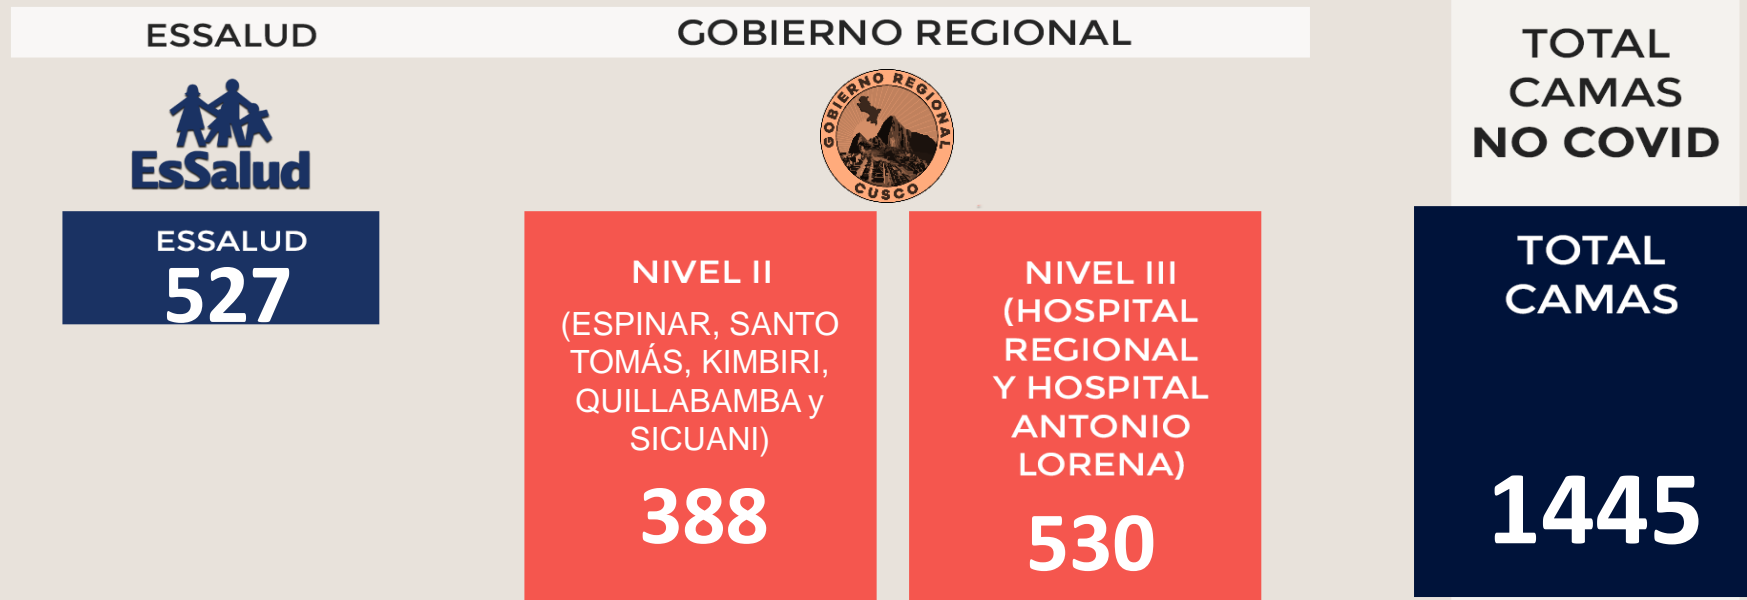 ESSALUD
GOBIERNO REGIONAL
TOTAL
CAMAS
NO COVID
EsSalud
GOBIERNO REGIONAL
CUSCO
ESSALUD
527
NIVEL II
(ESPINAR, SANTO
TOMÁS, KIMBIRI,
QUILLABAMBA y
SICUANI)
388
NIVEL III
(HOSPITAL
REGIONAL
Y HOSPITAL
ANTONIO
LORENA)
530
TOTAL
CAMAS
1445